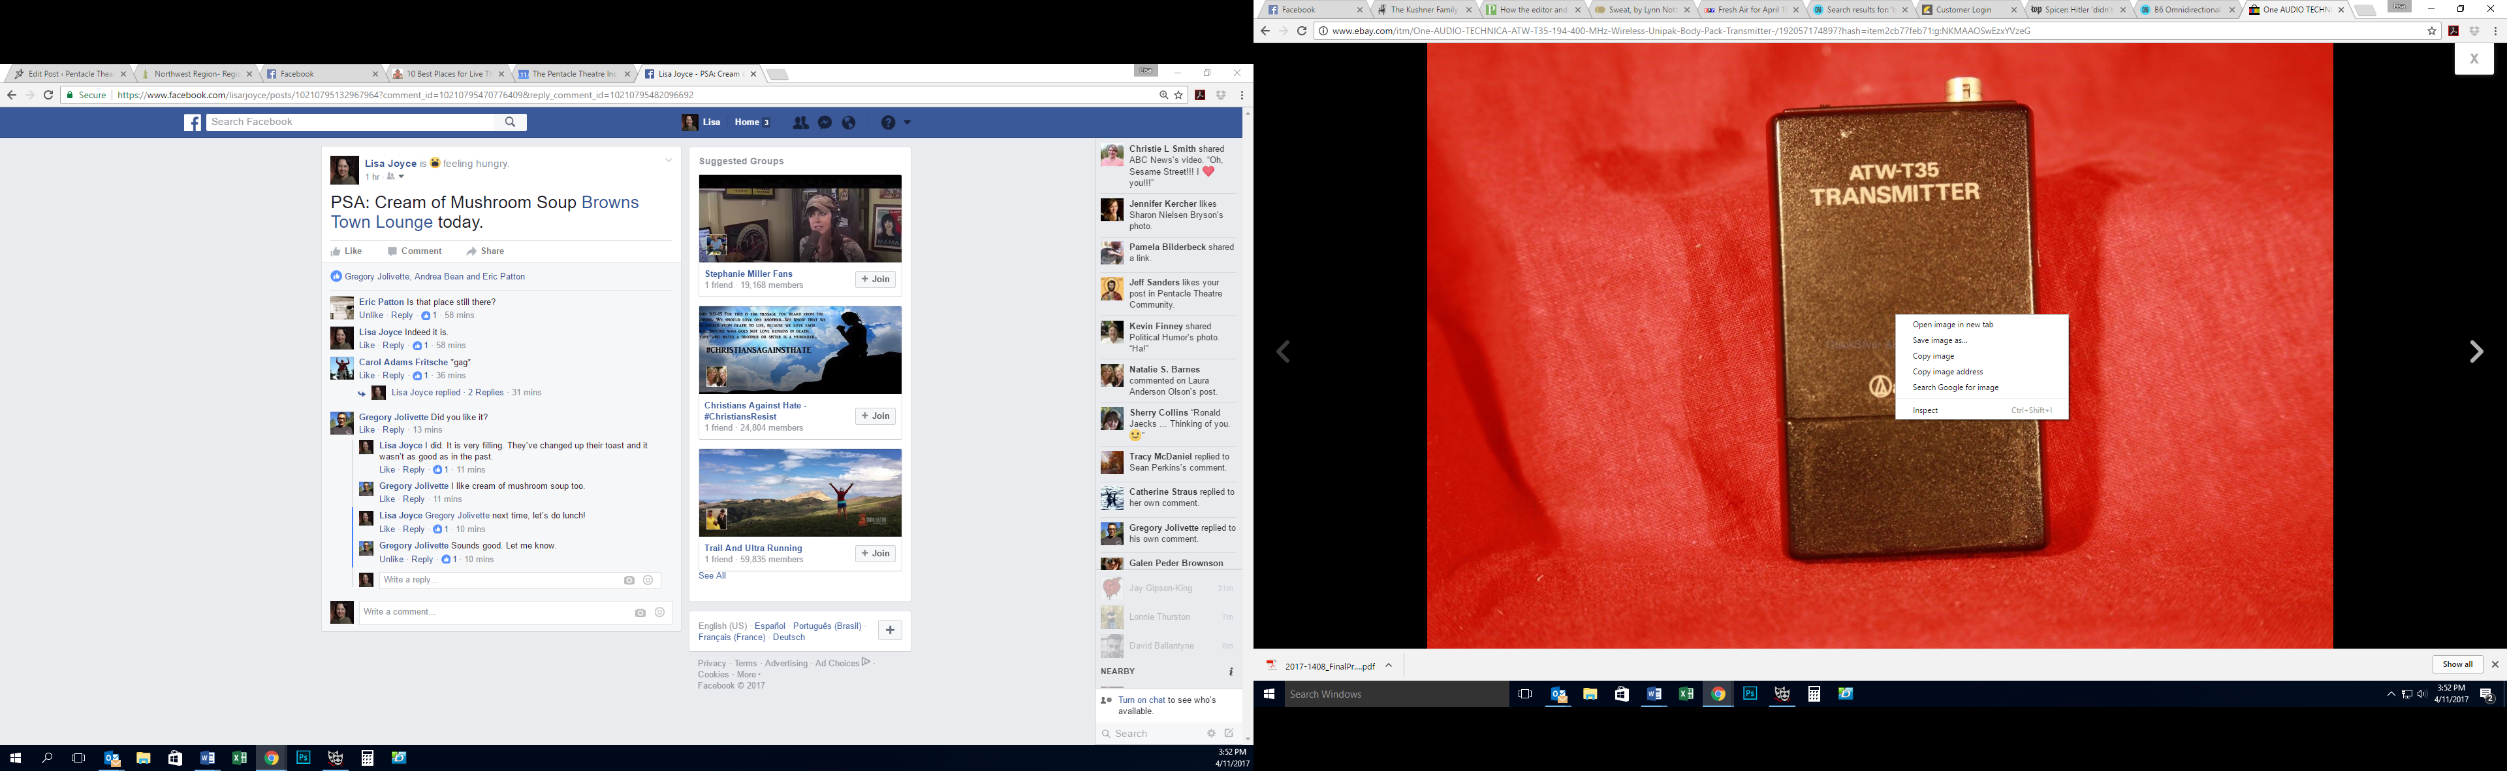 Edit Post ‹ Pentacle Thea
Northwest Region- Regio
Facebook
10 Best Places for Live Th
The Pentacle Theatre Inc
Lisa Joyce - PSA: Cream o
Lisa
Secure
https://www.facebook.com/lisarjoyce/posts/10210795132967964?comment_id=10210795470776409&reply_comment_id=10210795482096692
Search Facebook
Lisa
Home 3
Lisa Joyce is feeling hungry.
1 hr
PSA: Cream of Mushroom Soup Browns
Town Lounge today.
Like Comment Share
Gregory Jolivette, Andrea Bean and Eric Patton
Eric Patton Is that place still there?
Unlike · Reply · 1 · 58 mins
Lisa Joyce Indeed it is.
Like · Reply · 1 · 58 mins
Carol Adams Fritsche "gag"
Like · Reply · 1 · 36 mins
Lisa Joyce replied · 2 Replies · 31 mins
Gregory Jolivette Did you like it?
Like · Reply · 13 mins
Lisa Joyce I did. It is very filling. They've changed up their toast and it
wasn't as good as in the past.
Like · Reply · 1 · 11 mins
Gregory Jolivette I like cream of mushroom soup too.
Like · Reply · 11 mins
Lisa Joyce Gregory Jolivette next time, let's do lunch!
Like · Reply · 1 · 10 mins
Gregory Jolivette Sounds good. Let me know.
Unlike · Reply · 1 · 10 mins
Write a reply...
Write a comment...
Suggested Groups
Stephanie Miller Fans
1 friend · 19,168 members
+ Join
#CHRISTIANSAGAINSTHATE
Christians Against Hate -
#ChristiansResist
1 friend · 24,804 members
+ Join
Trail And Ultra Running
1 friend · 59,835 members
+ Join
See All
English (US) · Español · Português (Brasil) ·
Français (France) · Deutsch
+
Privacy · Terms · Advertising · Ad Choices ·
Cookies · More
Facebook © 2017
Christie L Smith shared
ABC News's video. "Oh,
Sesame Street!!! I
you!!!"
Jennifer Kercher likes
Sharon Nielsen Bryson's
photo.
Pamela Bilderbeck shared
a link.
Jeff Sanders likes your
post in Pentacle Theatre
Community.
Kevin Finney shared
Political Humor's photo.
"Ha!"
Natalie S. Barnes
commented on Laura
Anderson Olson's post.
Sherry Collins "Ronald
Jaecks ... Thinking of you.
"
Tracy McDaniel replied to
Sean Perkins's comment.
Catherine Straus replied to
her own comment.
Gregory Jolivette replied to
his own comment.
Galen Peder Brownson
Jay Gipsen-King 31m
Lonnie Thurston 7m
David Ballantyne 8m
NEARBY
Turn on chat to see who's
available.
Search
3:52 PM
4/11/2017
Facebook
The Kushner Family
How the editor and
Sweat, by Lynn Not
Fresh Air for April 1
Search results for: 'b
Customer Login
Spicer: Hitler 'didn't
B6 Omnidirectional
One AUDIO TECHN
Lisa
www.ebay.com/itm/One-AUDIO-TECHNICA-ATW-T35-194-400-MHz-Wireless-Unipak-Body-Pack-Transmitter-/192057174897?hash=item2cb77feb71:g:NKMAAOSwEzxYVzeG
X
ATW-T35
TRANSMITTER
Open image in new tab
Save image as...
Copy image
Copy image address
Search Google for image
Inspect Ctrl+Shift+I
2017-1408_FinalPr....pdf
Show all
Search Windows
3:52 PM
4/11/2017
2